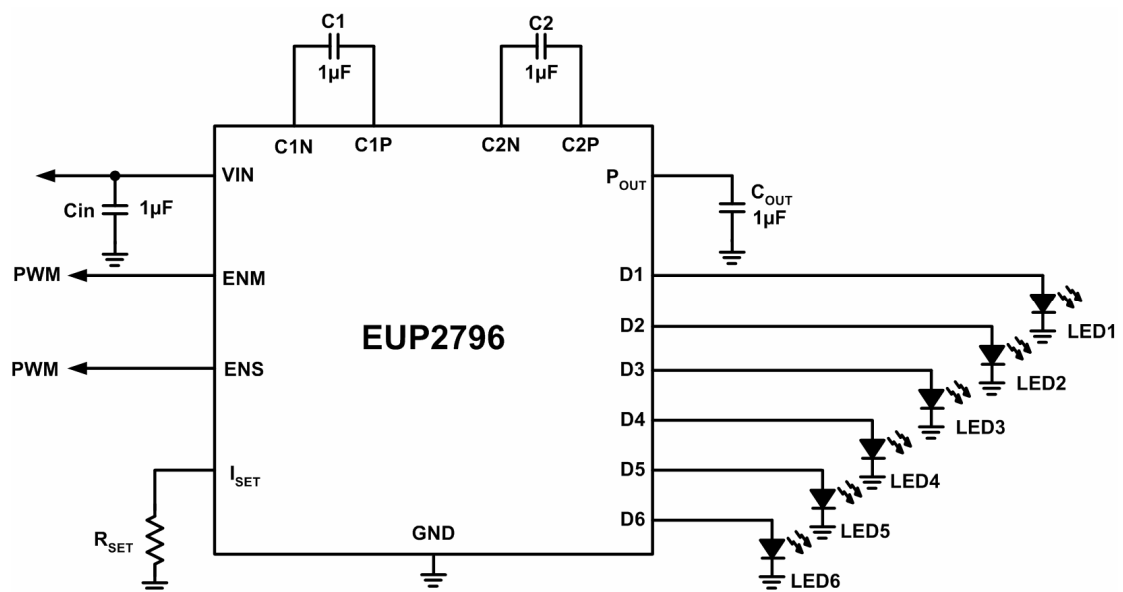 C1
1µF
C2
1µF
C1N
C1P
C2N
C2P
VIN
Cin
1µF
POUT
COUT
1µF
PWM
ENM
D1
LED1
EUP2796
D2
LED2
PWM
ENS
D3
LED3
D4
LED4
ISET
D5
LED5
RSET
GND
D6
LED6